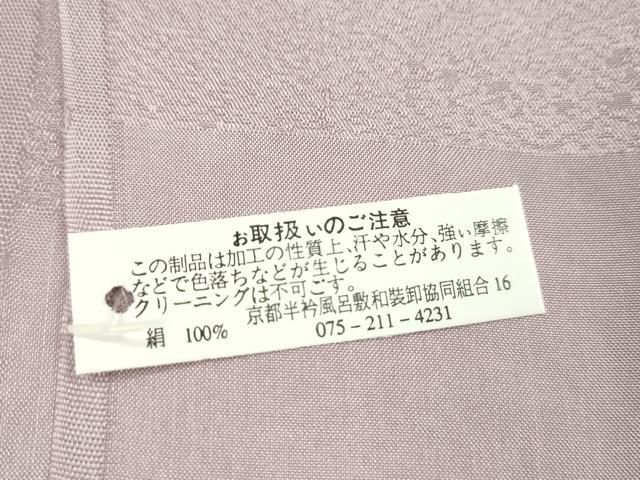 お取扱いのご注意
この制品は加工の性質上、汗や水分、強い摩擦
などで色落ちなどが生じることがあります。
クリーニングは不可ごす。
京都半衿風呂敷和装卸協同組合 16
絹 100% 075-211-4231